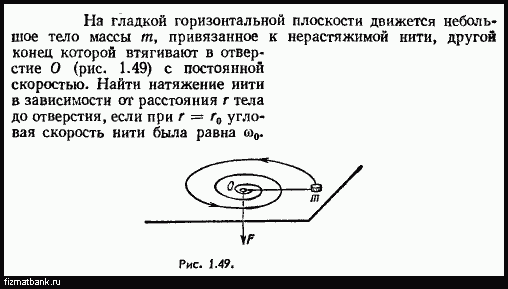 На гладкой горизонтальной плоскости движется неболь-
шое тело массы m, привязанное к нерастяжимой нити, другой
конец которой втягивают в отвер-
стие O (рис. 1.49) с постоянной
скоростью. Найти натяжение нити
в зависимости от расстояния r тела
до отверстия, если при r = r₀ угло-
вая скорость нити была равна ω₀.
O
m
F
Рис. 1.49.
fizmatbank.ru